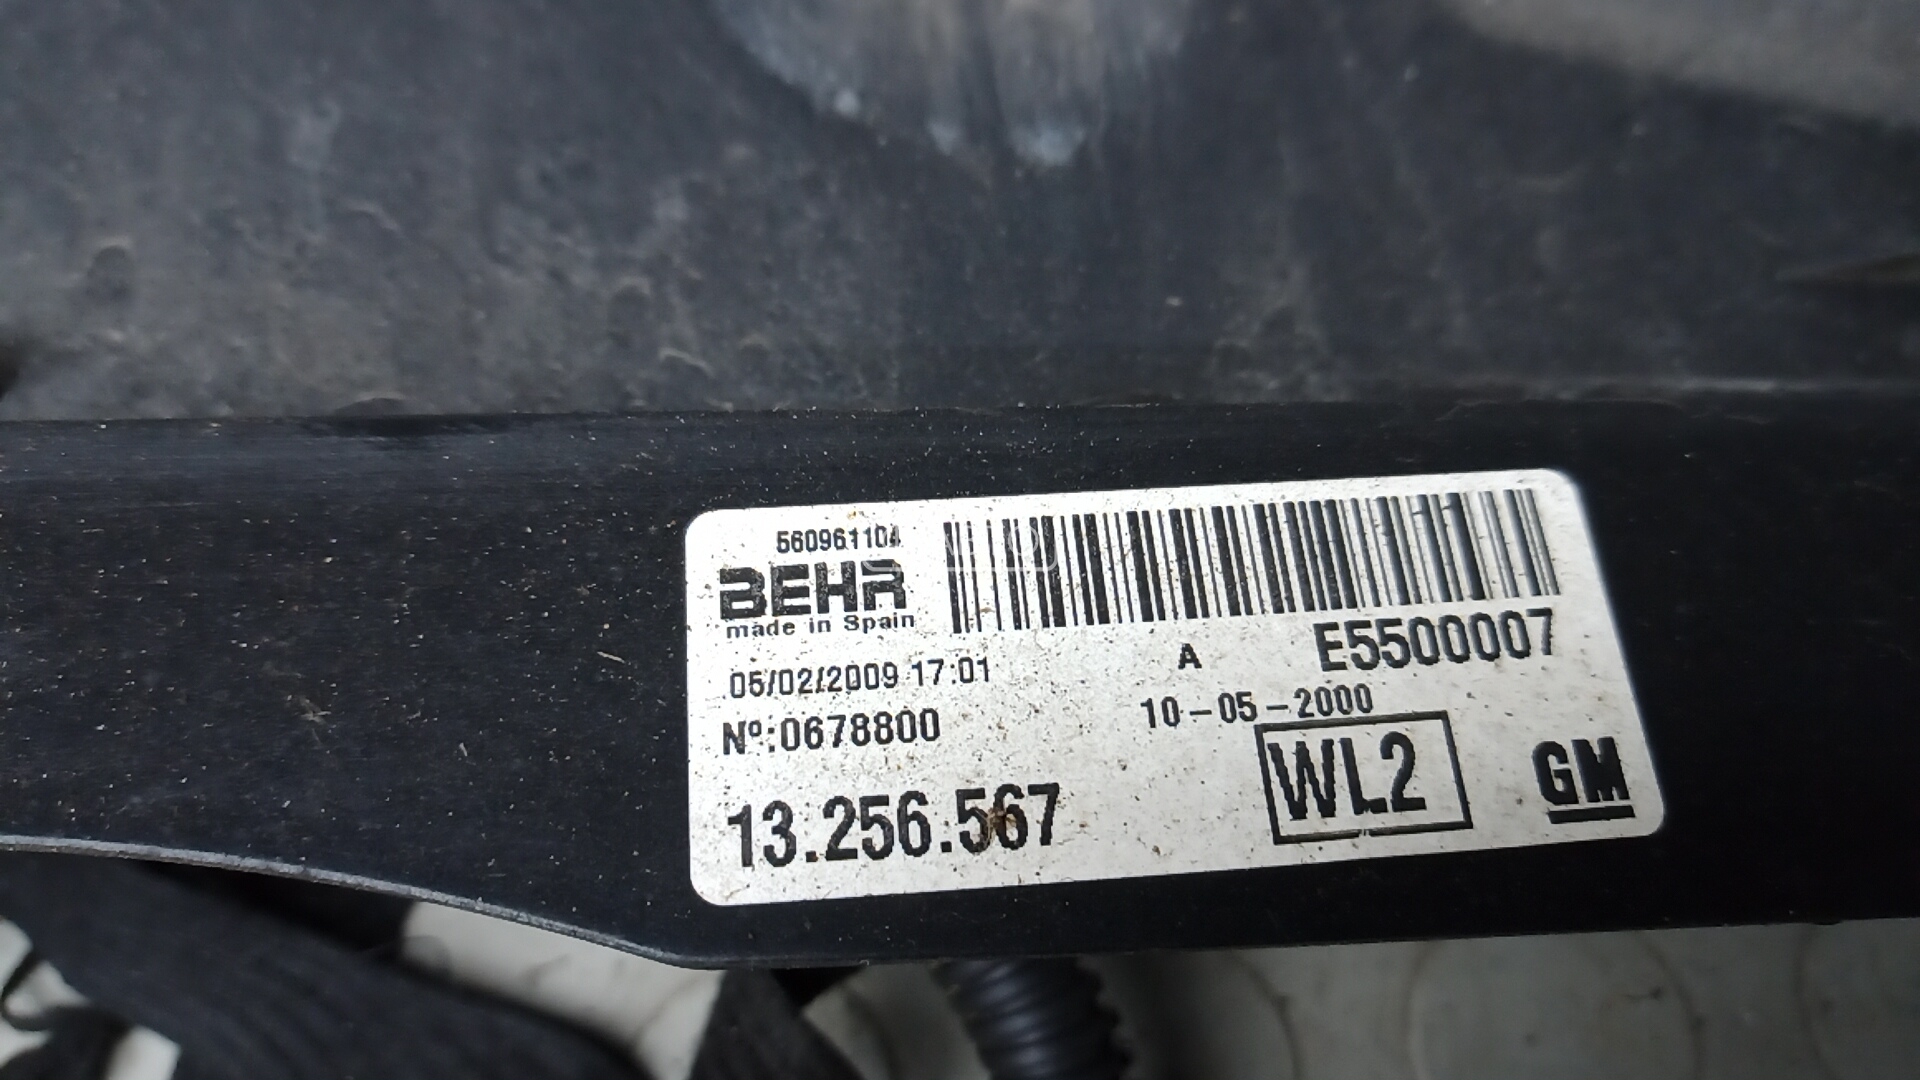 560961104
BEHR
made in Spain
05/02/2009 17:01
A
E5500007
Nº:0678800
10-05-2000
13.256.567
WL2
GM